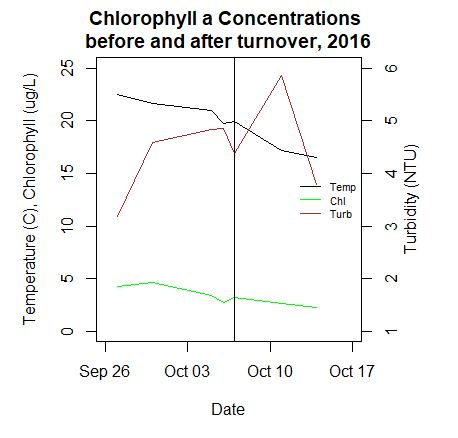 Chlorophyll a Concentrations
before and after turnover, 2016
Temperature (C), Chlorophyll (ug/L)
25
20
15
10
5
0
6
5
4
3
2
1
Turbidity (NTU)
Temp
Chl
Turb
Sep 26
Oct 03
Oct 10
Oct 17
Date